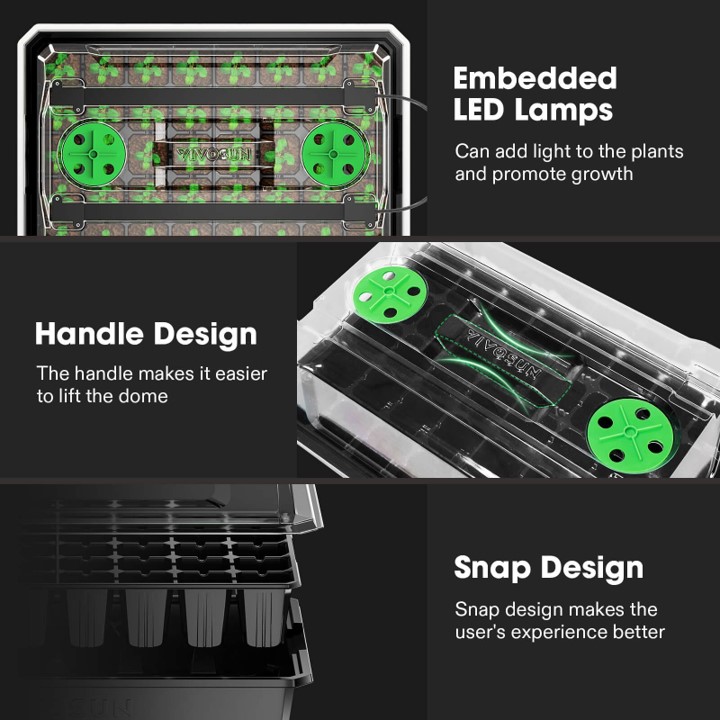 VIVOSUN
Embedded
LED Lamps
Can add light to the plants
and promote growth
Handle Design
The handle makes it easier
to lift the dome
VIVOSUN
Snap Design
Snap design makes the
user's experience better